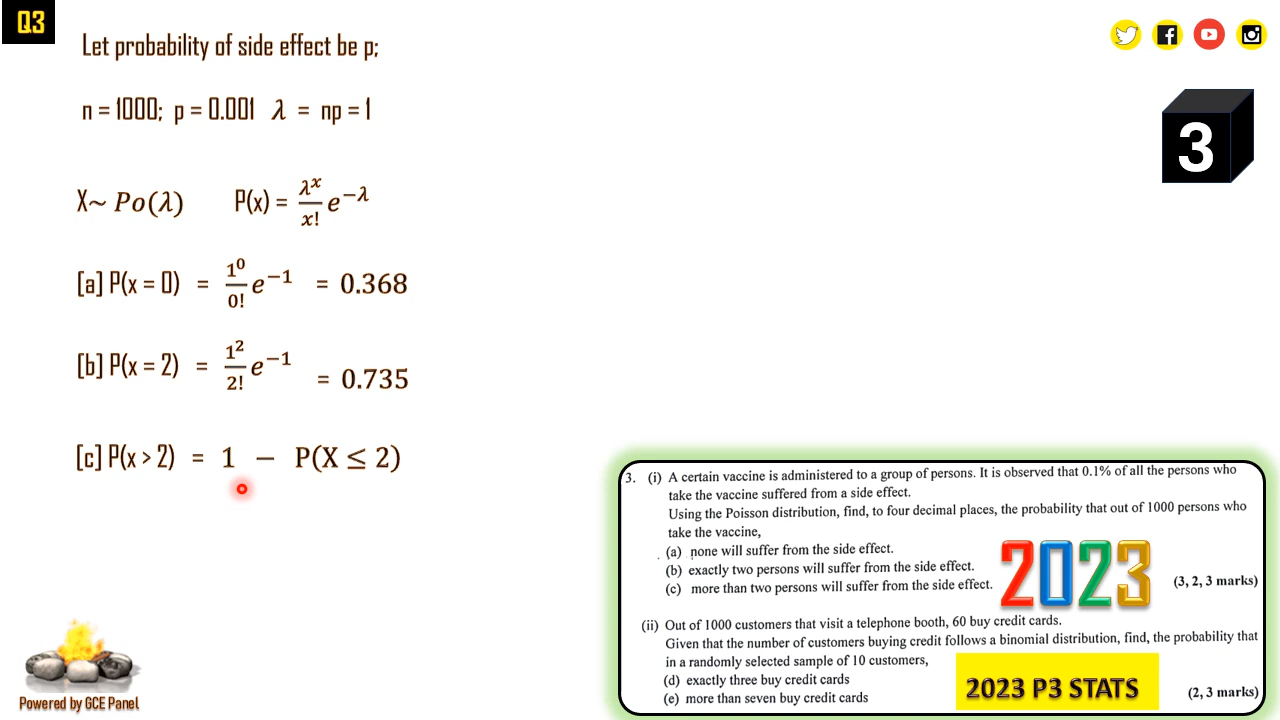 Q3
Let probability of side effect be p;
n = 1000; p = 0.001 λ = np = 1
X~ Po(λ) P(x) = λ^x/x! e^−λ
[a] P(x = 0) = 1^0/0! e^−1 = 0.368
[b] P(x = 2) = 1^2/2! e^−1 = 0.735
[c] P(x > 2) = 1 − P(X ≤ 2)
3
3. (i) A certain vaccine is administered to a group of persons. It is observed that 0.1% of all the persons who
take the vaccine suffered from a side effect.
Using the Poisson distribution, find, to four decimal places, the probability that out of 1000 persons who
take the vaccine,
(a) none will suffer from the side effect.
(b) exactly two persons will suffer from the side effect.
(c) more than two persons will suffer from the side effect.
(3, 2, 3 marks)
2023
(ii) Out of 1000 customers that visit a telephone booth, 60 buy credit cards.
Given that the number of customers buying credit follows a binomial distribution, find, the probability that
in a randomly selected sample of 10 customers,
(d) exactly three buy credit cards
(e) more than seven buy credit cards
(2, 3 marks)
2023 P3 STATS
Powered by GCE Panel